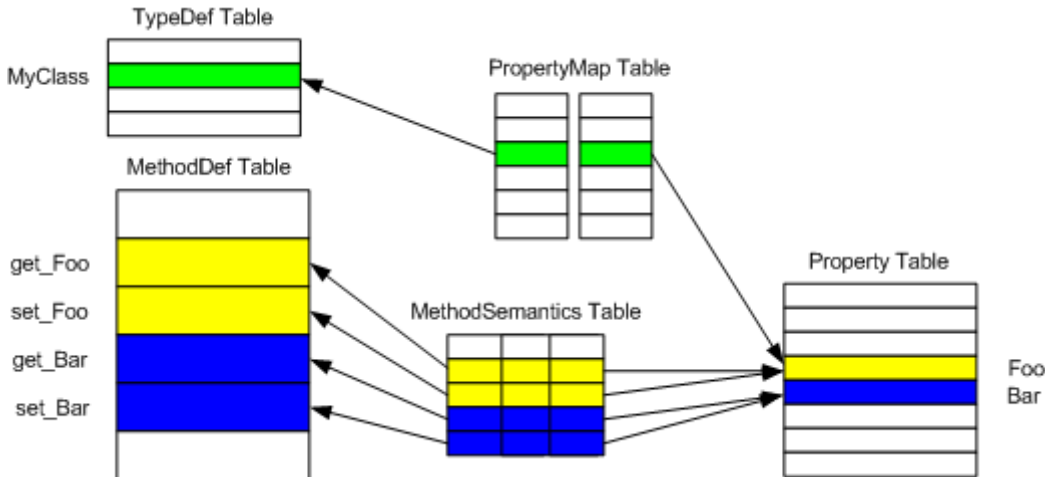 TypeDef Table
MyClass
PropertyMap Table
MethodDef Table
get_Foo
set_Foo
get_Bar
set_Bar
MethodSemantics Table
Property Table
Foo
Bar